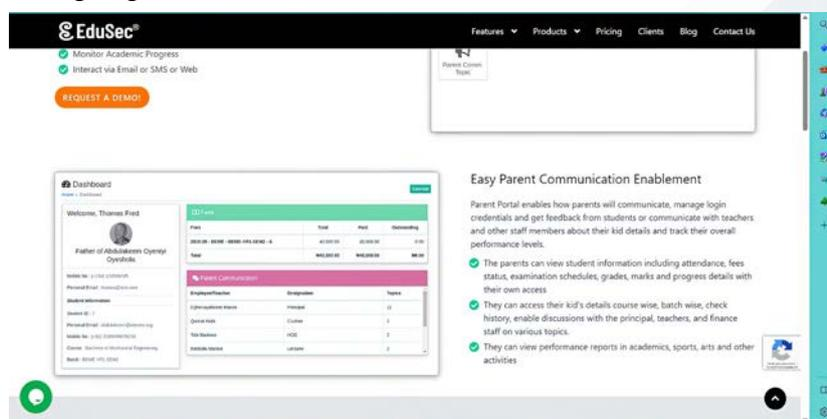 EduSec®
Features Products Pricing Clients Blog Contact Us
Monitor Academic Progress
Interact via Email or SMS or Web
REQUEST A DEMO!
Parent Comm
Topic
Dashboard
Welcome, Thomas Fred
Father of Abdulakeem Oyeniyi
Oyeshola
Student Information
Fees
Total Paid Outstanding
Total
Parent Communication
Employee/Teacher Designation Topics
Principal
HOD
Easy Parent Communication Enablement
Parent Portal enables how parents will communicate, manage login
credentials and get feedback from students or communicate with teachers
and other staff members about their kid details and track their overall
performance levels.
The parents can view student information including attendance, fees
status, examination schedules, grades, marks and progress details with
their own access
They can access their kid's details course wise, batch wise, check
history, enable discussions with the principal, teachers, and finance
staff on various topics.
They can view performance reports in academics, sports, arts and other
activities